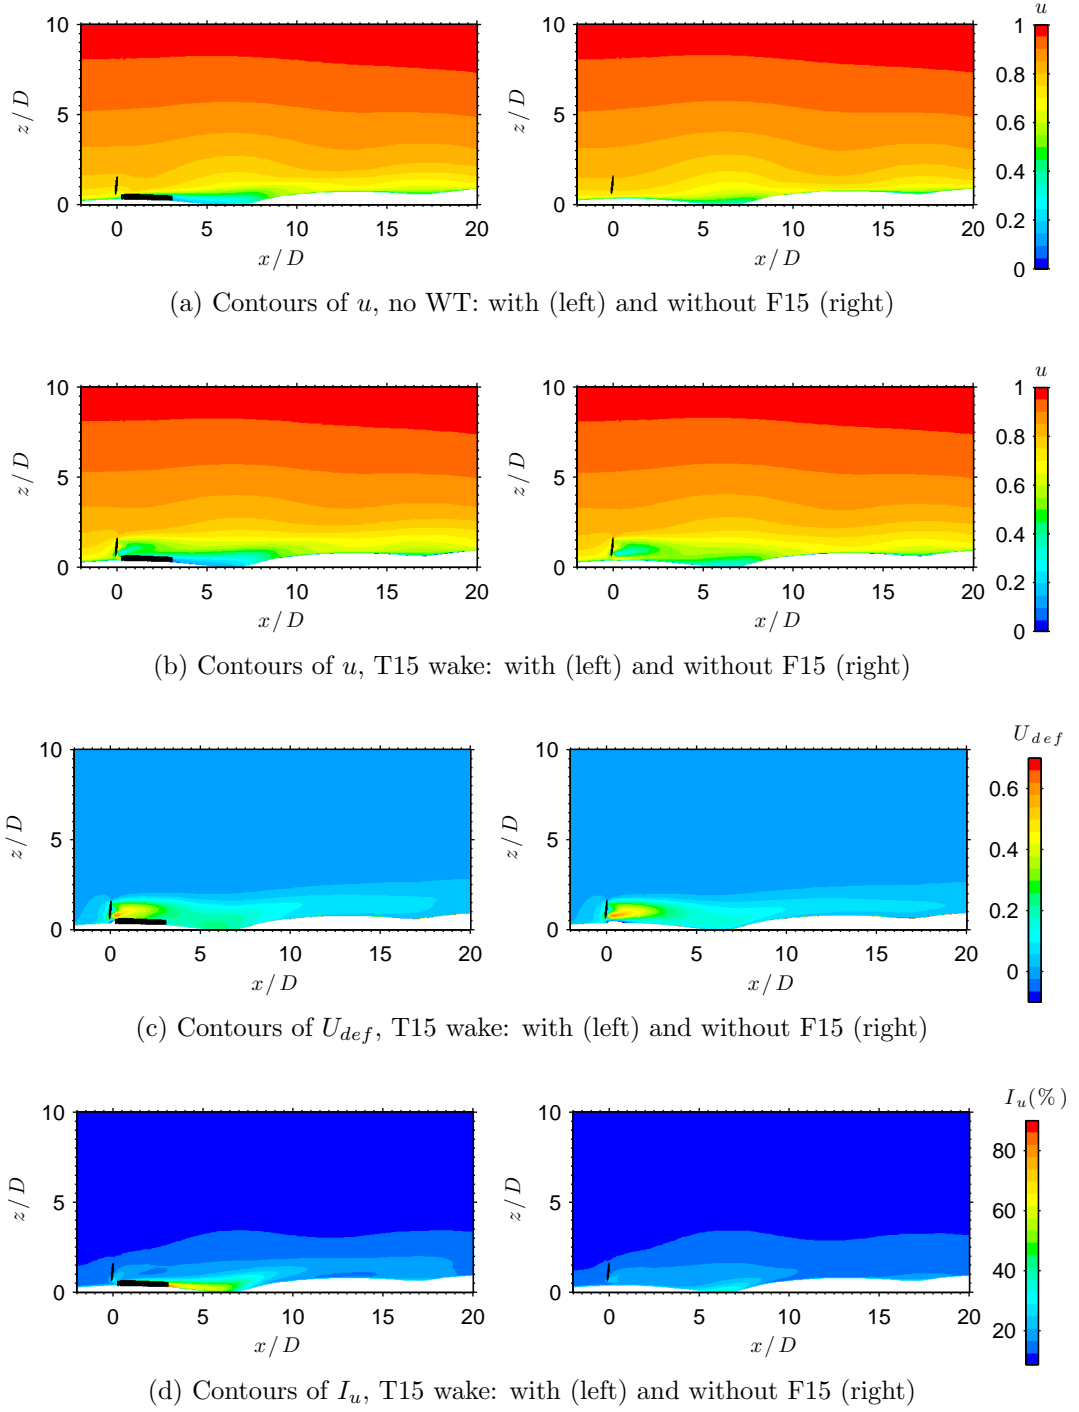 u
10
5
0
z/D
0 5 10 15 20
x/D
10
5
0
z/D
0 5 10 15 20
x/D
1
0.8
0.6
0.4
0.2
0
(a) Contours of u, no WT: with (left) and without F15 (right)
u
10
5
0
z/D
0 5 10 15 20
x/D
10
5
0
z/D
0 5 10 15 20
x/D
1
0.8
0.6
0.4
0.2
0
(b) Contours of u, T15 wake: with (left) and without F15 (right)
U_def
10
5
0
z/D
0 5 10 15 20
x/D
10
5
0
z/D
0 5 10 15 20
x/D
0.6
0.4
0.2
0
(c) Contours of U_def, T15 wake: with (left) and without F15 (right)
I_u(%)
10
5
0
z/D
0 5 10 15 20
x/D
10
5
0
z/D
0 5 10 15 20
x/D
80
60
40
20
(d) Contours of I_u, T15 wake: with (left) and without F15 (right)